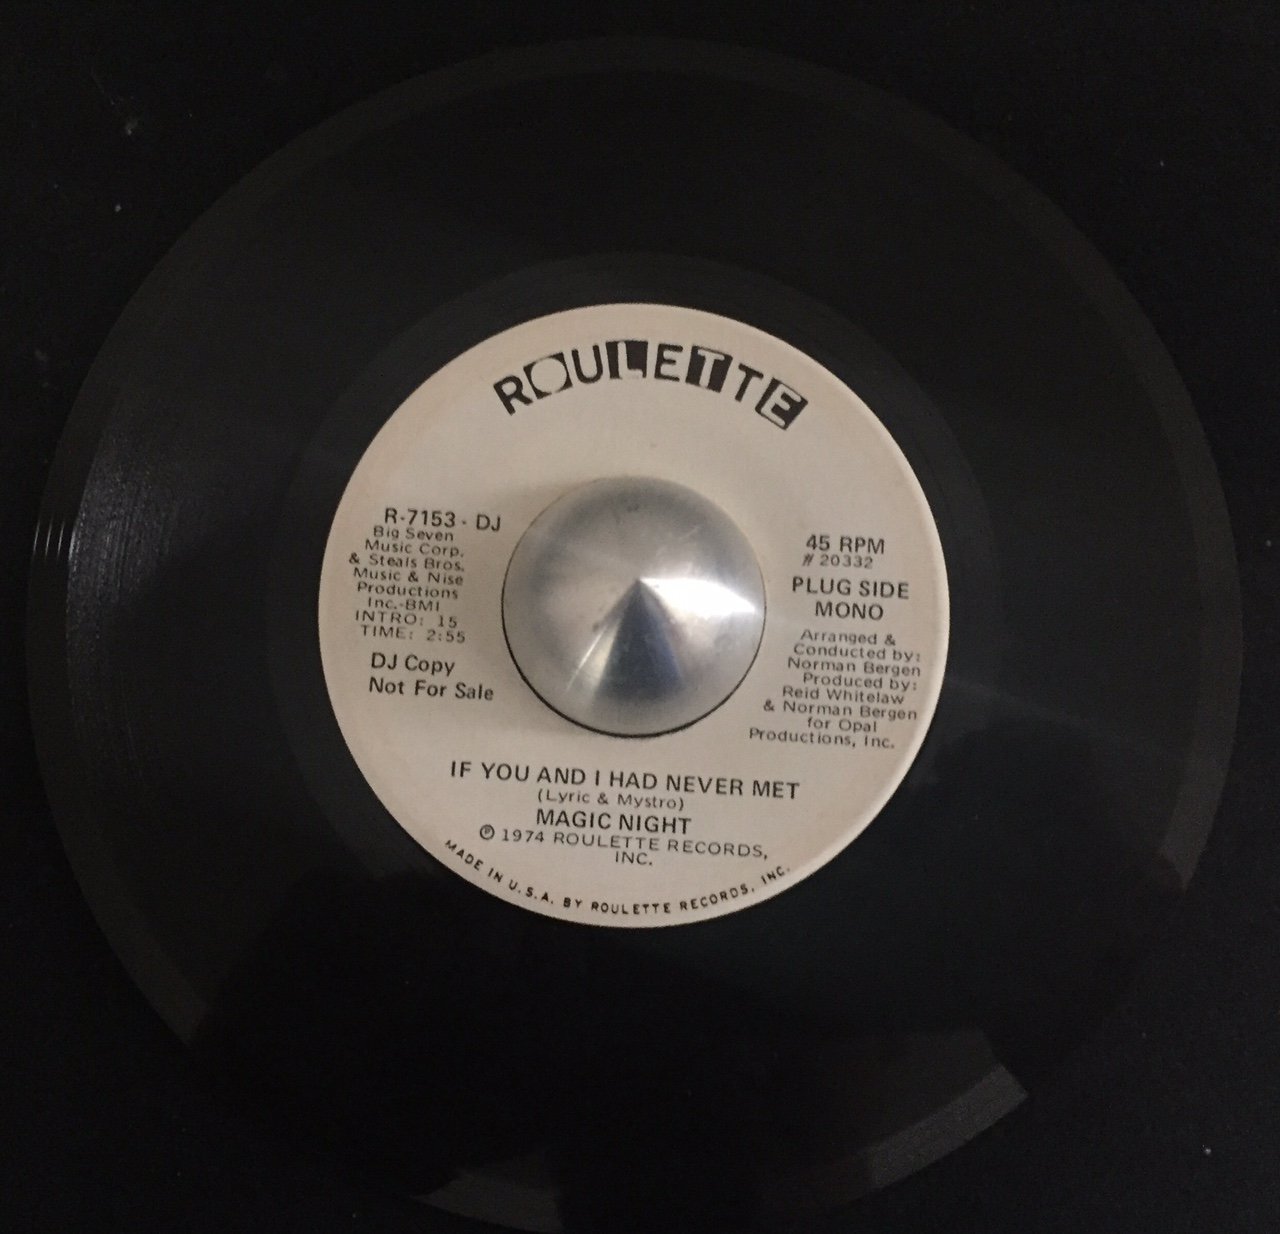 ROULETTE
R-7153 - DJ
Big Seven
Music Corp.
& Steals Bros.
Music & Nise
Productions
Inc.-BMI
INTRO: 15
TIME: 2:55
DJ Copy
Not For Sale
45 RPM
# 20332
PLUG SIDE
MONO
Arranged &
Conducted by:
Norman Bergen
Produced by:
Reid Whitelaw
& Norman Bergen
for Opal
Productions, Inc.
IF YOU AND I HAD NEVER MET
(Lyric & Mystro)
MAGIC NIGHT
℗ 1974 ROULETTE RECORDS,
INC.
MADE IN U.S.A. BY ROULETTE RECORDS, INC.